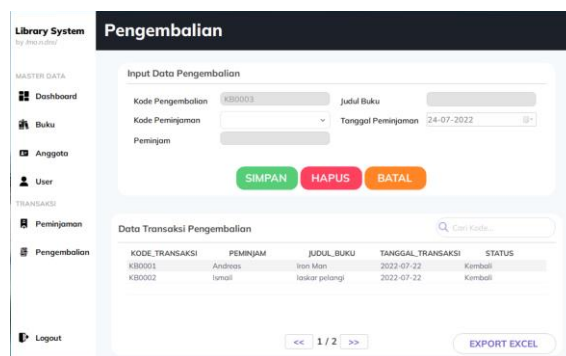 Library System
Pengembalian
MASTER DATA
Dashboard
Buku
Anggota
User
TRANSAKSI
Peminjaman
Pengembalian
Logout
Input Data Pengembalian
Kode Pengembalian KB0003 Judul Buku
Kode Peminjaman Tanggal Peminjaman 24-07-2022
Peminjam
SIMPAN HAPUS BATAL
Data Transaksi Pengembalian Cari Kode...
KODE_TRANSAKSI PEMINJAM JUDUL_BUKU TANGGAL_TRANSAKSI STATUS
KB0001 Andreas Iron Man 2022-07-22 Kembali
KB0002 Ismail laskar pelangi 2022-07-22 Kembali
<< 1 / 2 >>
EXPORT EXCEL